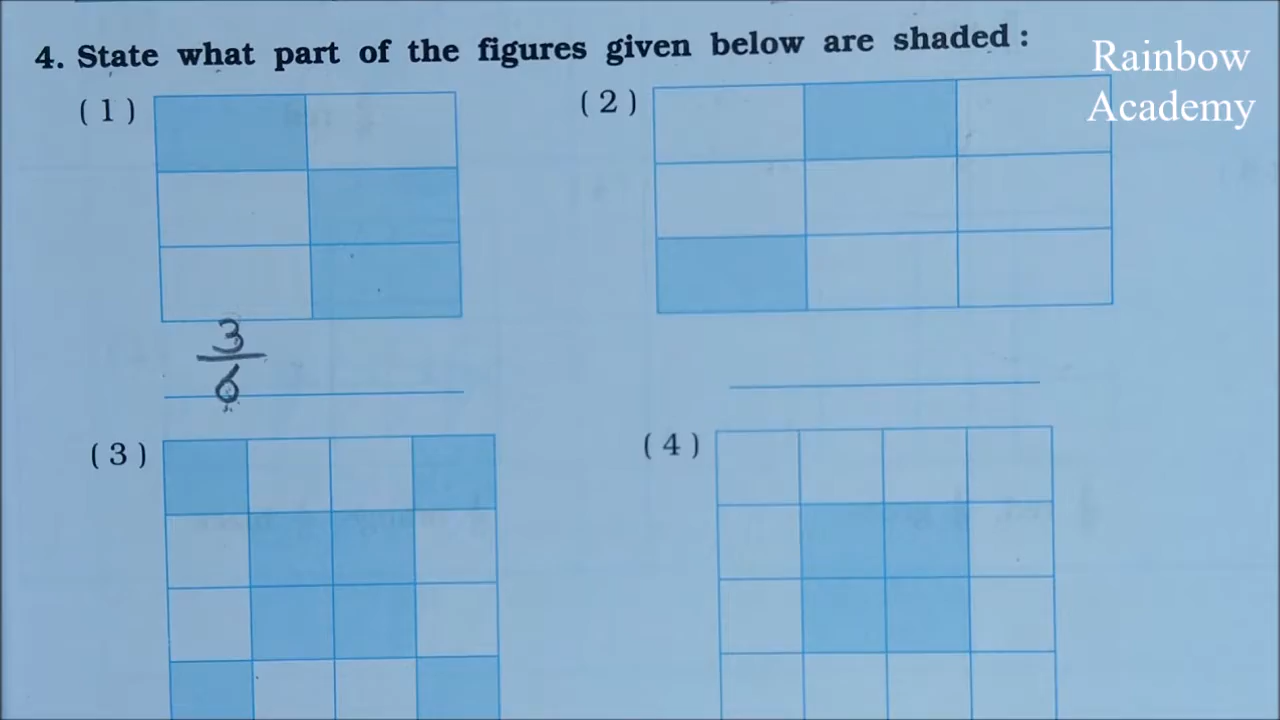 4. State what part of the figures given below are shaded :
Rainbow
Academy
( 1 )
( 2 )
3
6
( 3 )
( 4 )